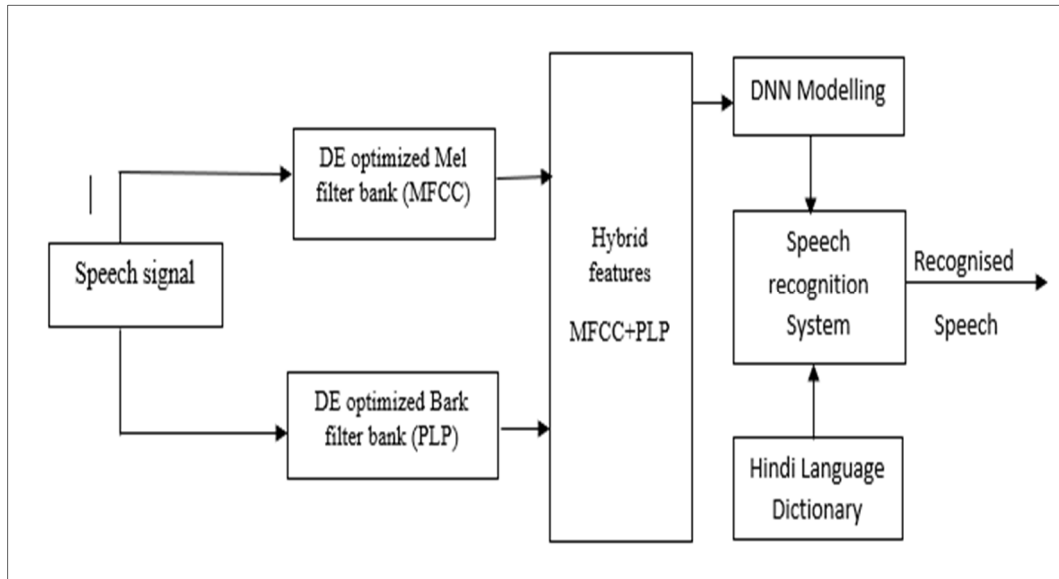 Speech signal
DE optimized Mel
filter bank (MFCC)
DE optimized Bark
filter bank (PLP)
Hybrid
features
MFCC+PLP
DNN Modelling
Speech
recognition
System
Recognised
Speech
Hindi Language
Dictionary